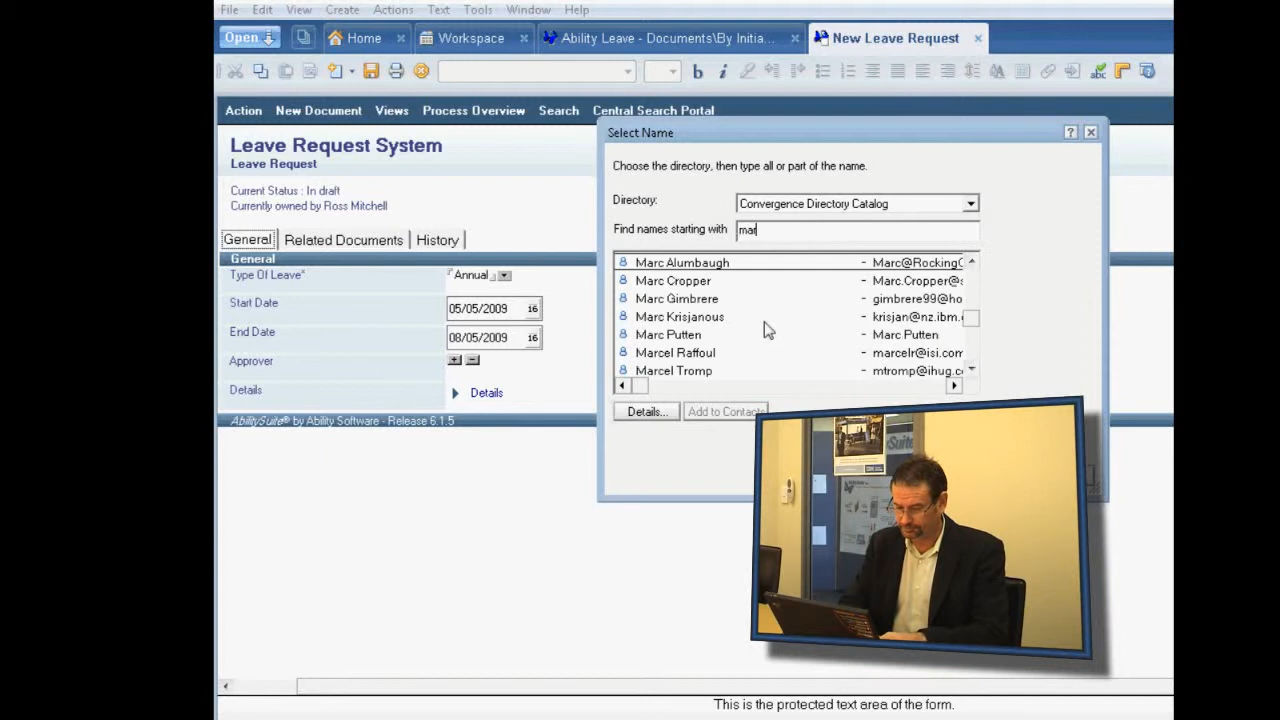 File Edit View Create Actions Text Tools Window Help
Open Home Workspace Ability Leave - Documents\By Initia... New Leave Request
b i abc
Action New Document Views Process Overview Search Central Search Portal
Leave Request System
Leave Request
Current Status : In draft
Currently owned by Ross Mitchell
General Related Documents History
General
Type Of Leave* Annual
Start Date 05/05/2009 16
End Date 08/05/2009 16
Approver + -
Details Details
AbilitySuite® by Ability Software - Release 6.1.5
Select Name ?
Choose the directory, then type all or part of the name.
Directory: Convergence Directory Catalog
Find names starting with mar
Marc Alumbaugh - Marc@Rocking
Marc Cropper - Marc.Cropper@s
Marc Gimbrere - gimbrere99@ho
Marc Krisjanous - krisjan@nz.ibm.
Marc Putten - Marc Putten
Marcel Raffoul - marcelr@isi.com
Marcel Tromp - mtromp@ihug.c
Details... Add to Contacts
This is the protected text area of the form.